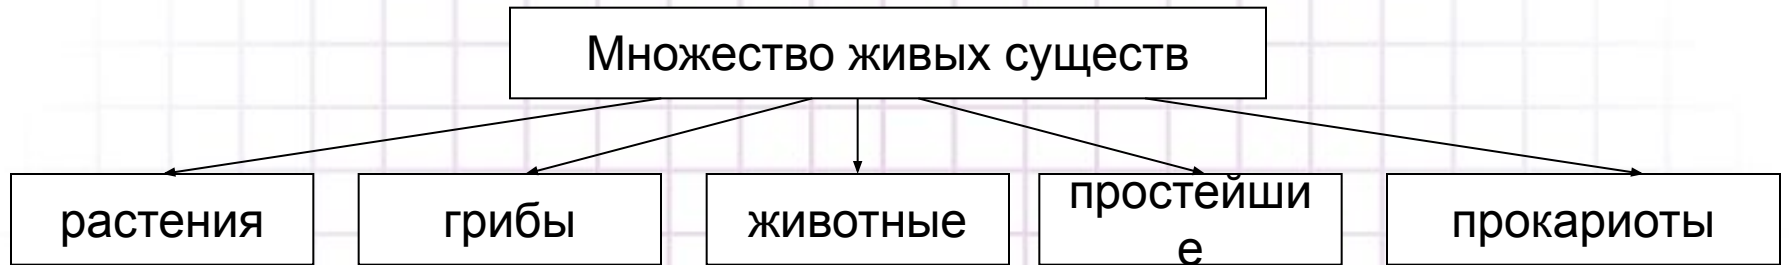 Множество живых существ
растения
грибы
животные
простейши
е
прокариоты